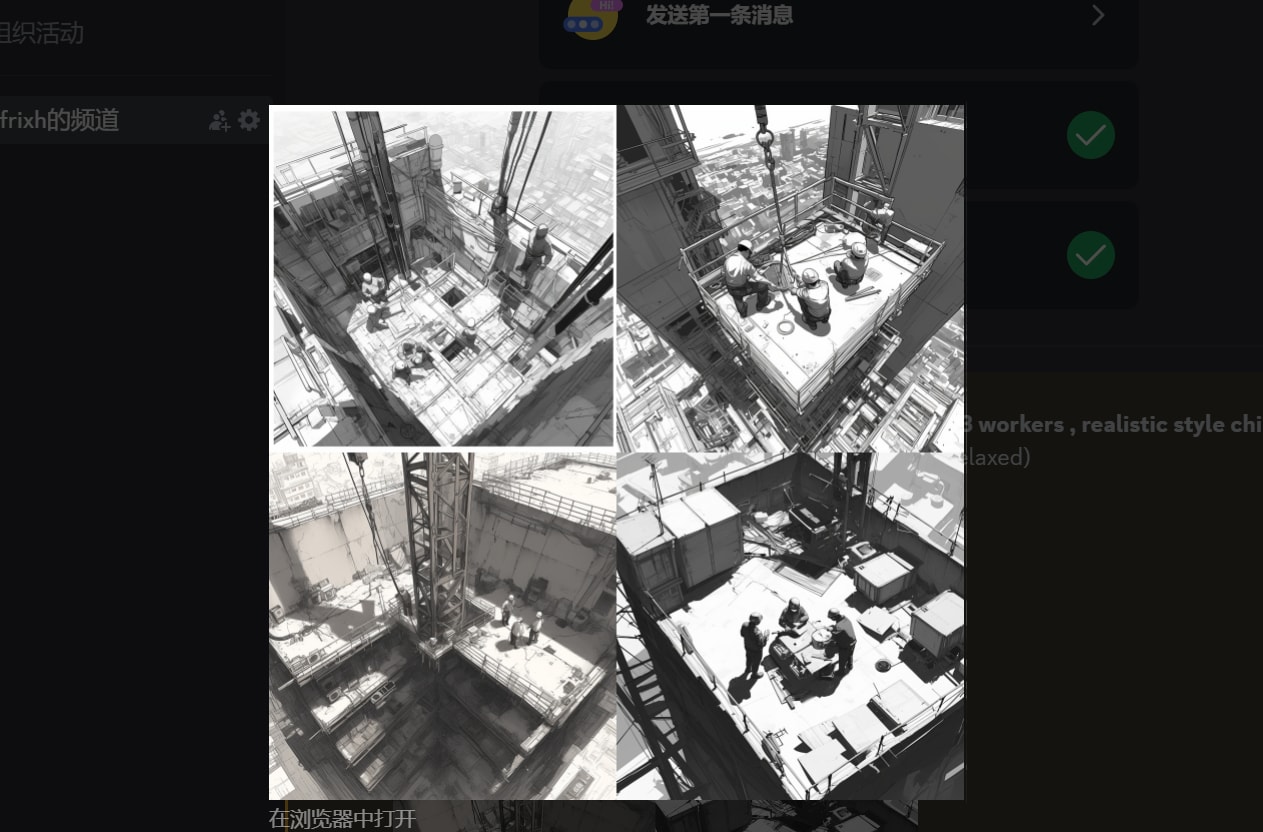 Hi!
发送第一条消息
组织活动
frixh的频道
3 workers , realistic style chi
elaxed)
在浏览器中打开